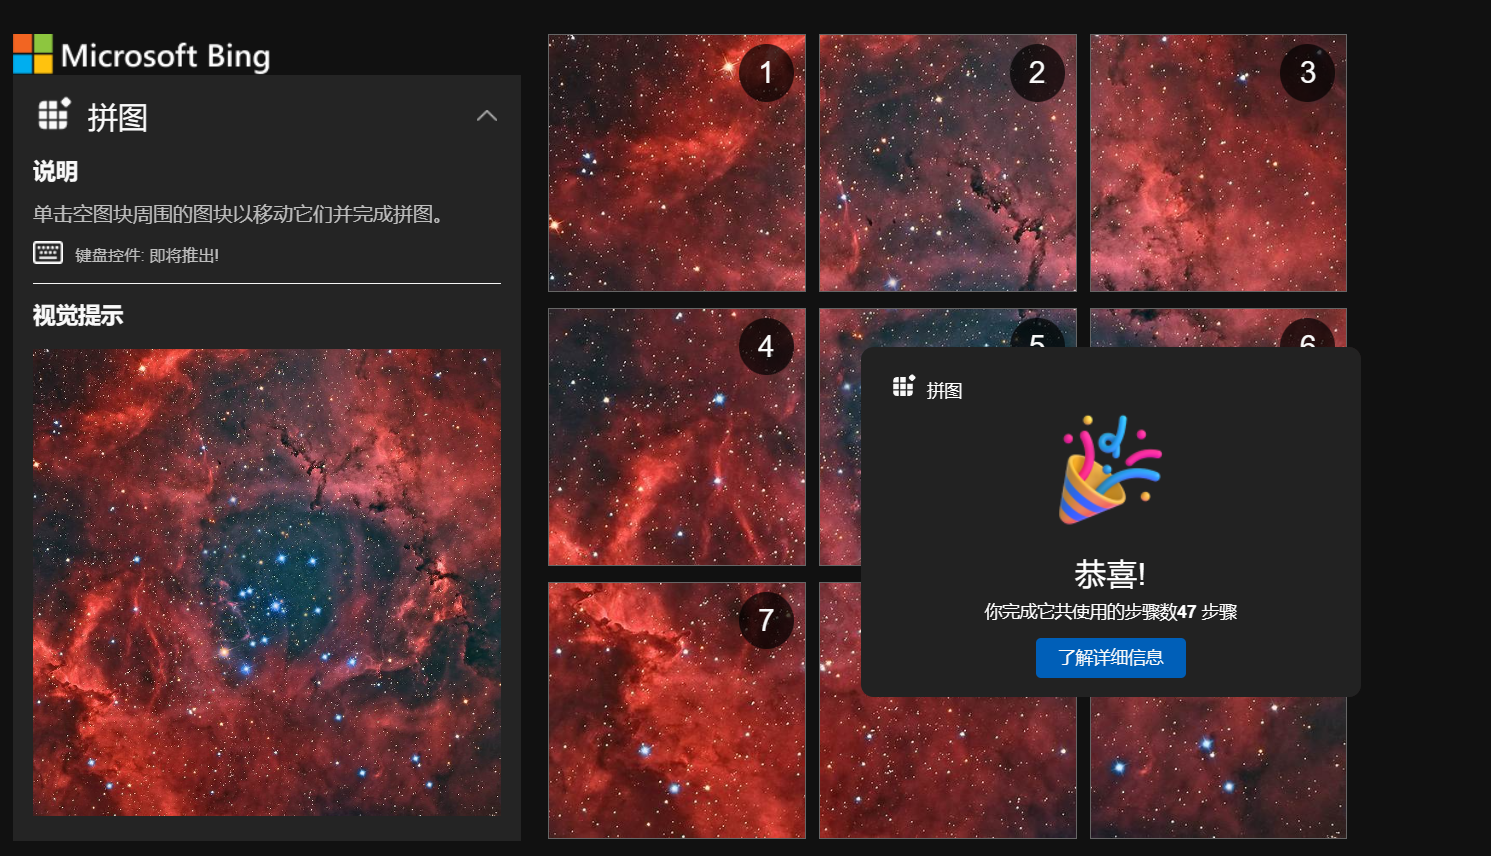 Microsoft Bing
拼图
说明
单击空图块周围的图块以移动它们并完成拼图。
键盘控件: 即将推出!
视觉提示
1
2
3
4
5
6
7
拼图
恭喜!
你完成它共使用的步骤数47 步骤
了解详细信息